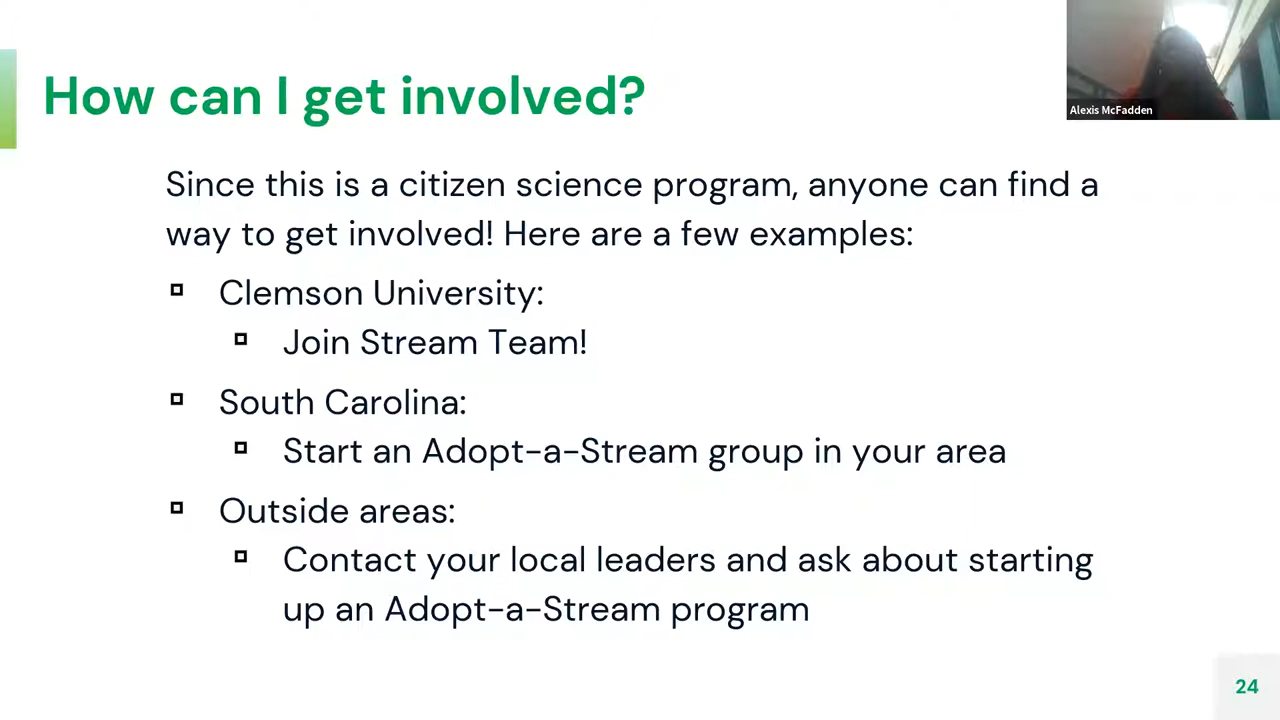 How can I get involved?
Alexis McFadden
Since this is a citizen science program, anyone can find a
way to get involved! Here are a few examples:
Clemson University:
Join Stream Team!
South Carolina:
Start an Adopt-a-Stream group in your area
Outside areas:
Contact your local leaders and ask about starting
up an Adopt-a-Stream program
24